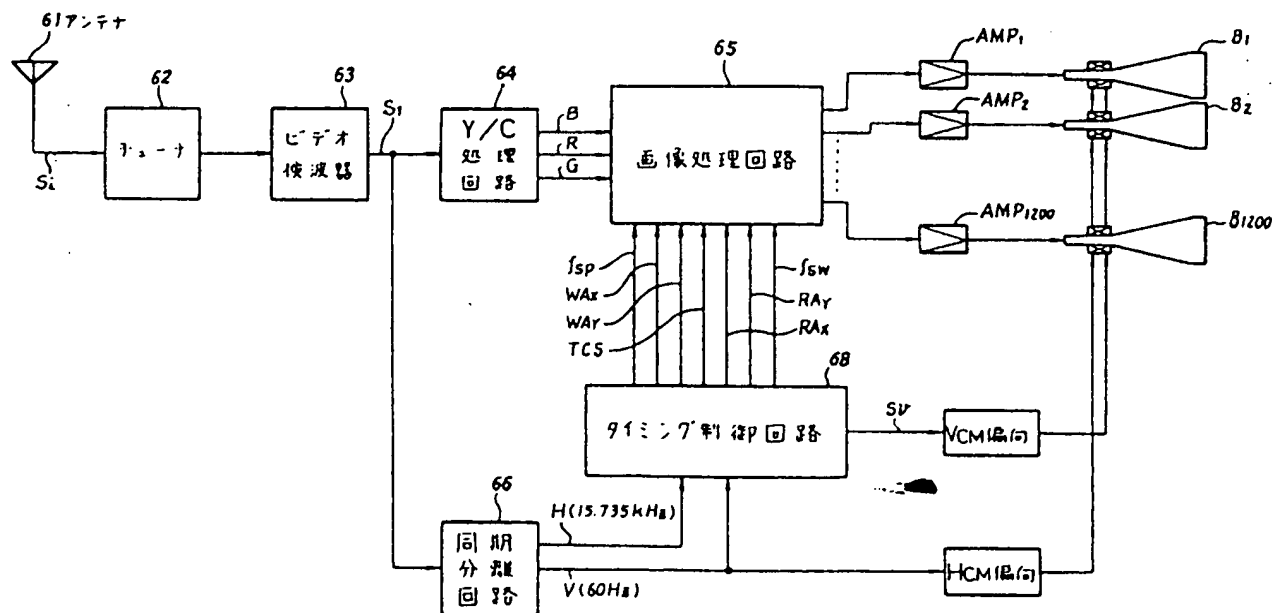 61アンテナ
62
チューナ
63
ビデオ
検波路
64
Y/C
処理
回路
65
画像処理回路
AMP1
AMP2
AMP1200
81
82
81200
Si
S1
B
R
G
fSP
WAX
WAY
TCS
fSW
RAY
RAX
68
タイミング制御回路
SV
VCM偏向
66
同期
分離
回路
H(15.735kHz)
V(60Hz)
HCM偏向